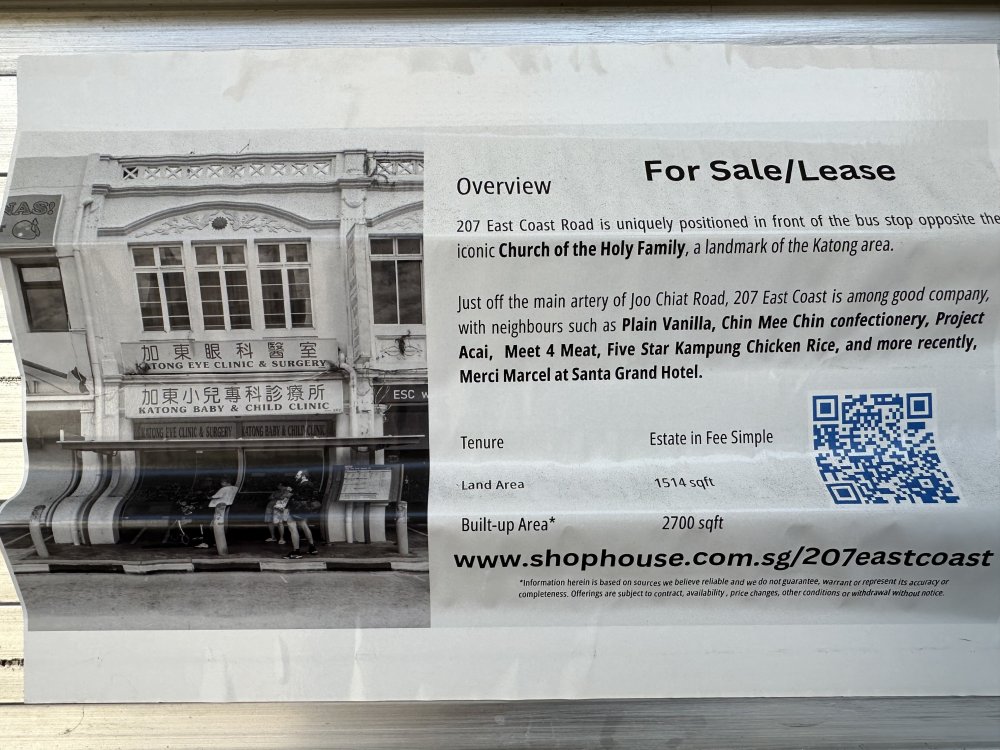 For Sale/Lease
Overview
207 East Coast Road is uniquely positioned in front of the bus stop opposite the
iconic Church of the Holy Family, a landmark of the Katong area.
Just off the main artery of Joo Chiat Road, 207 East Coast is among good company,
with neighbours such as Plain Vanilla, Chin Mee Chin confectionery, Project
Acai, Meet 4 Meat, Five Star Kampung Chicken Rice, and more recently,
Merci Marcel at Santa Grand Hotel.
Tenure Estate in Fee Simple
Land Area 1514 sqft
Built-up Area* 2700 sqft
www.shophouse.com.sg/207eastcoast
*Information herein is based on sources we believe reliable and we do not guarantee, warrant or represent its accuracy or
completeness. Offerings are subject to contract, availability , price changes, other conditions or withdrawal without notice.
NAS!
加東眼科醫室
KATONG EYE CLINIC & SURGERY
加東小兒專科診療所
KATONG BABY & CHILD CLINIC
ESC
KATONG EYE CLINIC & SURGERY KATONG BABY & CHILD CLINIC